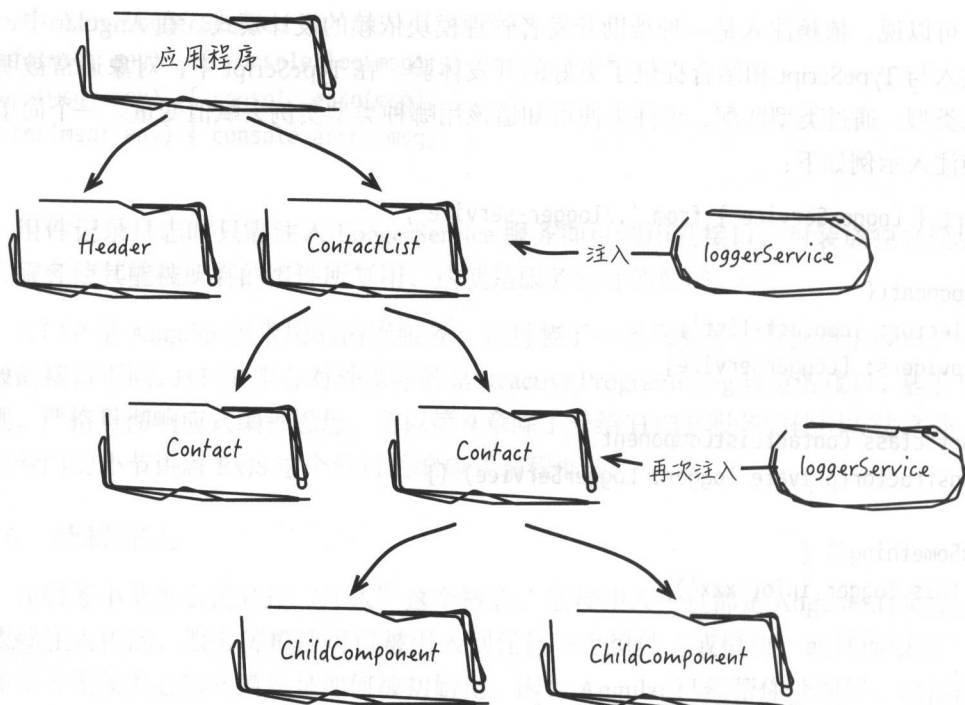 应用程序
Header
ContactList
注入
loggerService
Contact
Contact
再次注入
loggerService
ChildComponent
ChildComponent